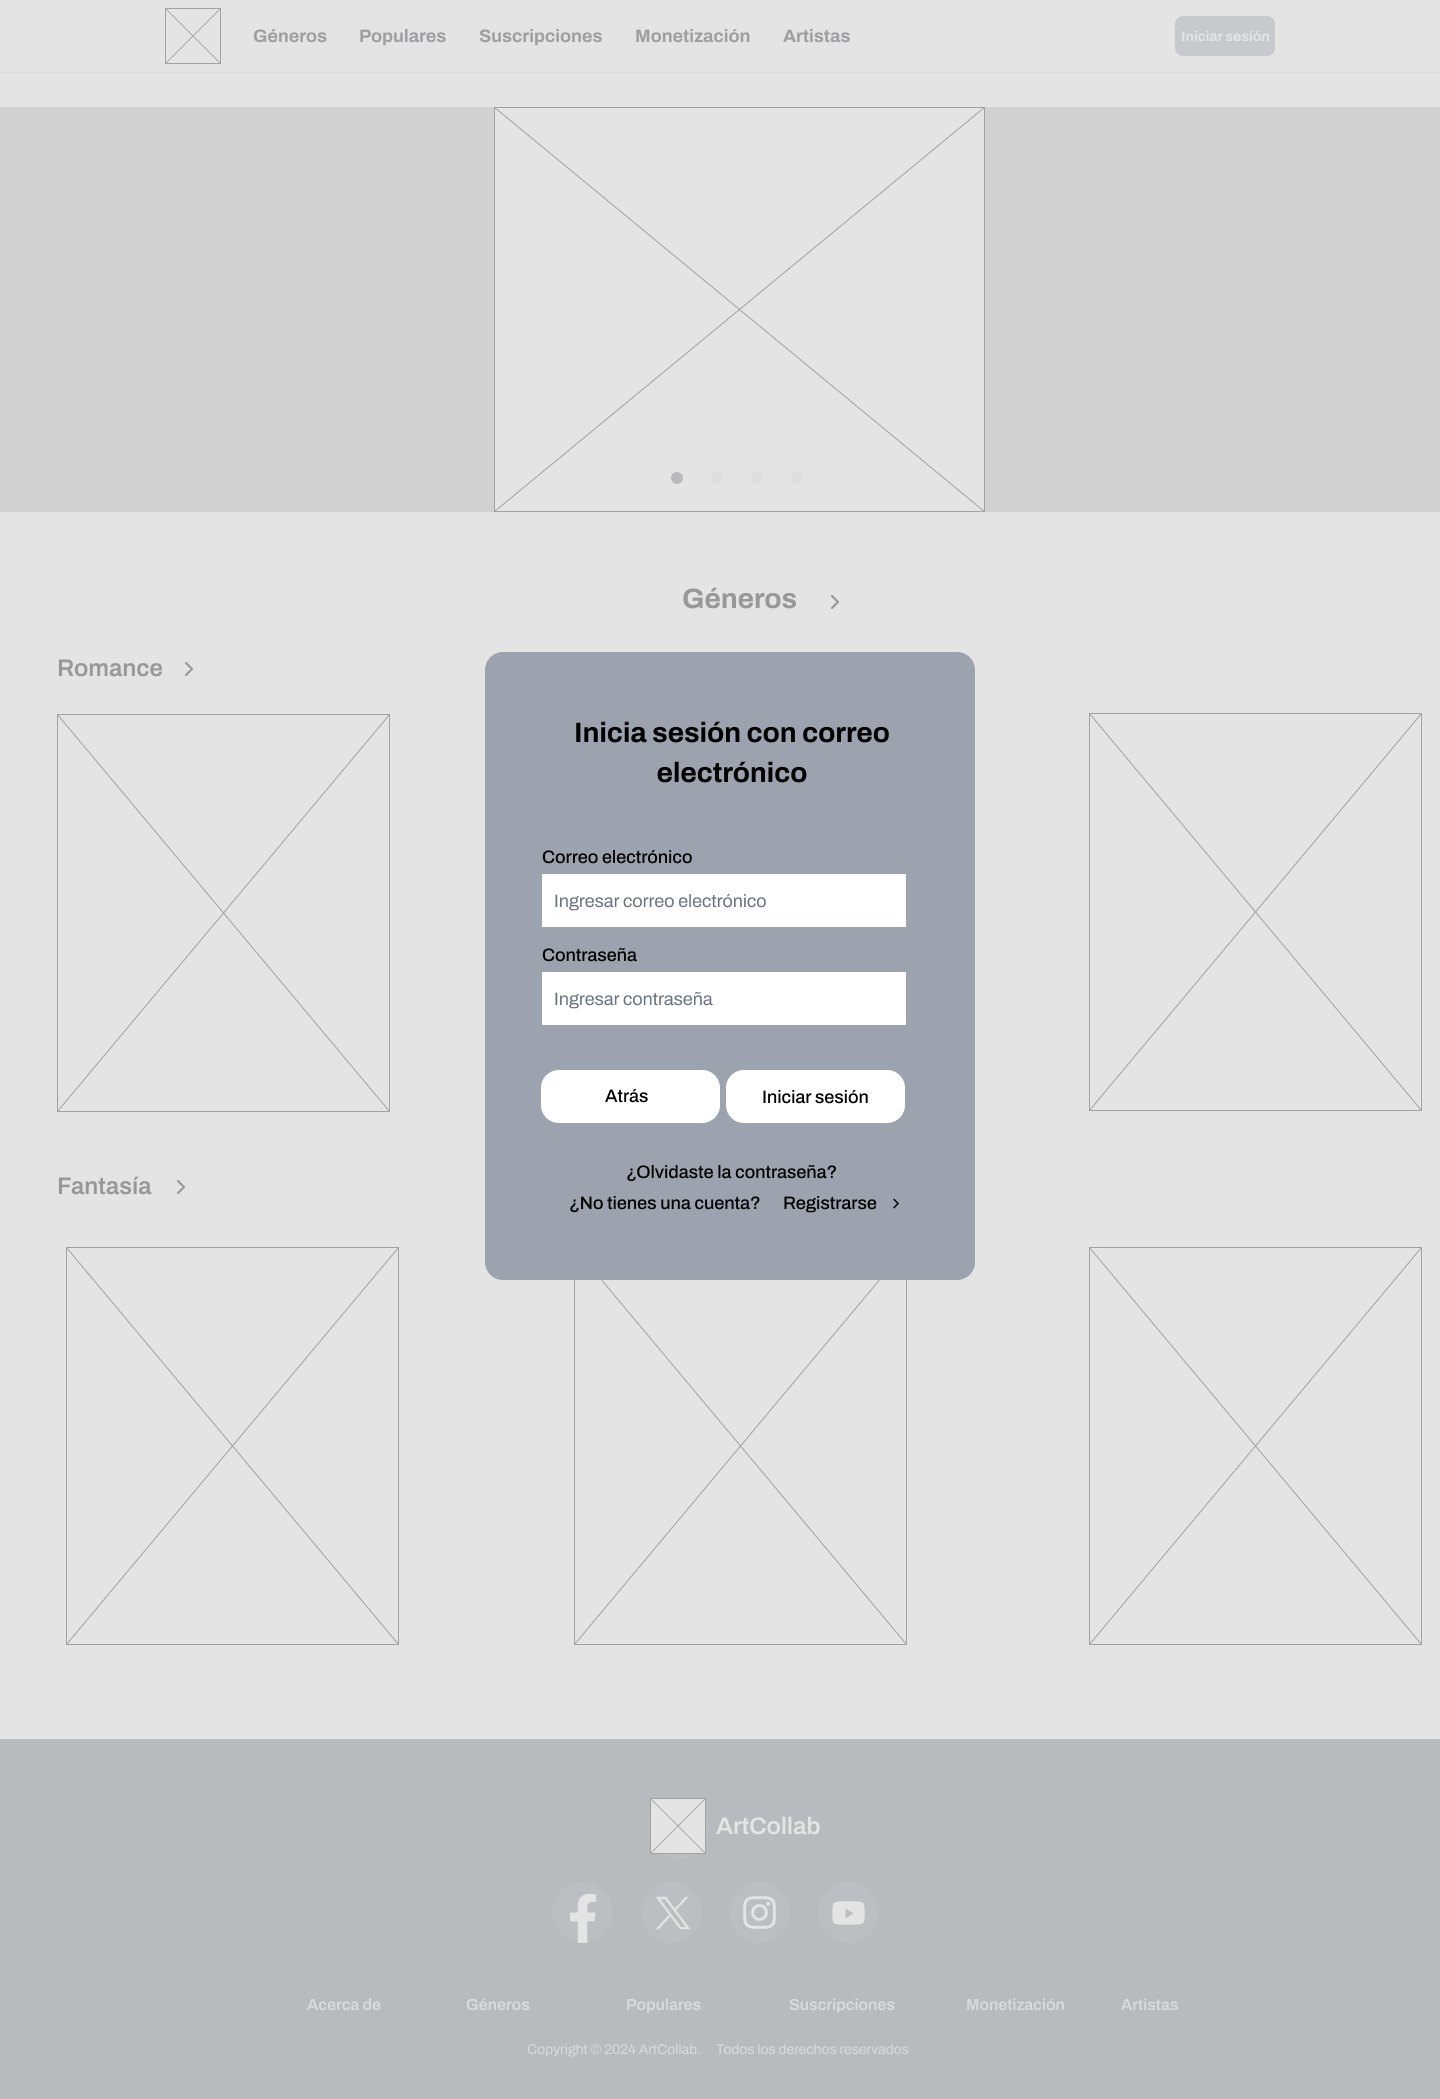 Géneros Populares Suscripciones Monetización Artistas Iniciar sesión
Géneros
Romance
Inicia sesión con correo
electrónico
Correo electrónico
Ingresar correo electrónico
Contraseña
Ingresar contraseña
Atrás Iniciar sesión
¿Olvidaste la contraseña?
¿No tienes una cuenta? Registrarse
Fantasía
ArtCollab
Acerca de Géneros Populares Suscripciones Monetización Artistas
Copyright © 2024 ArtCollab. Todos los derechos reservados